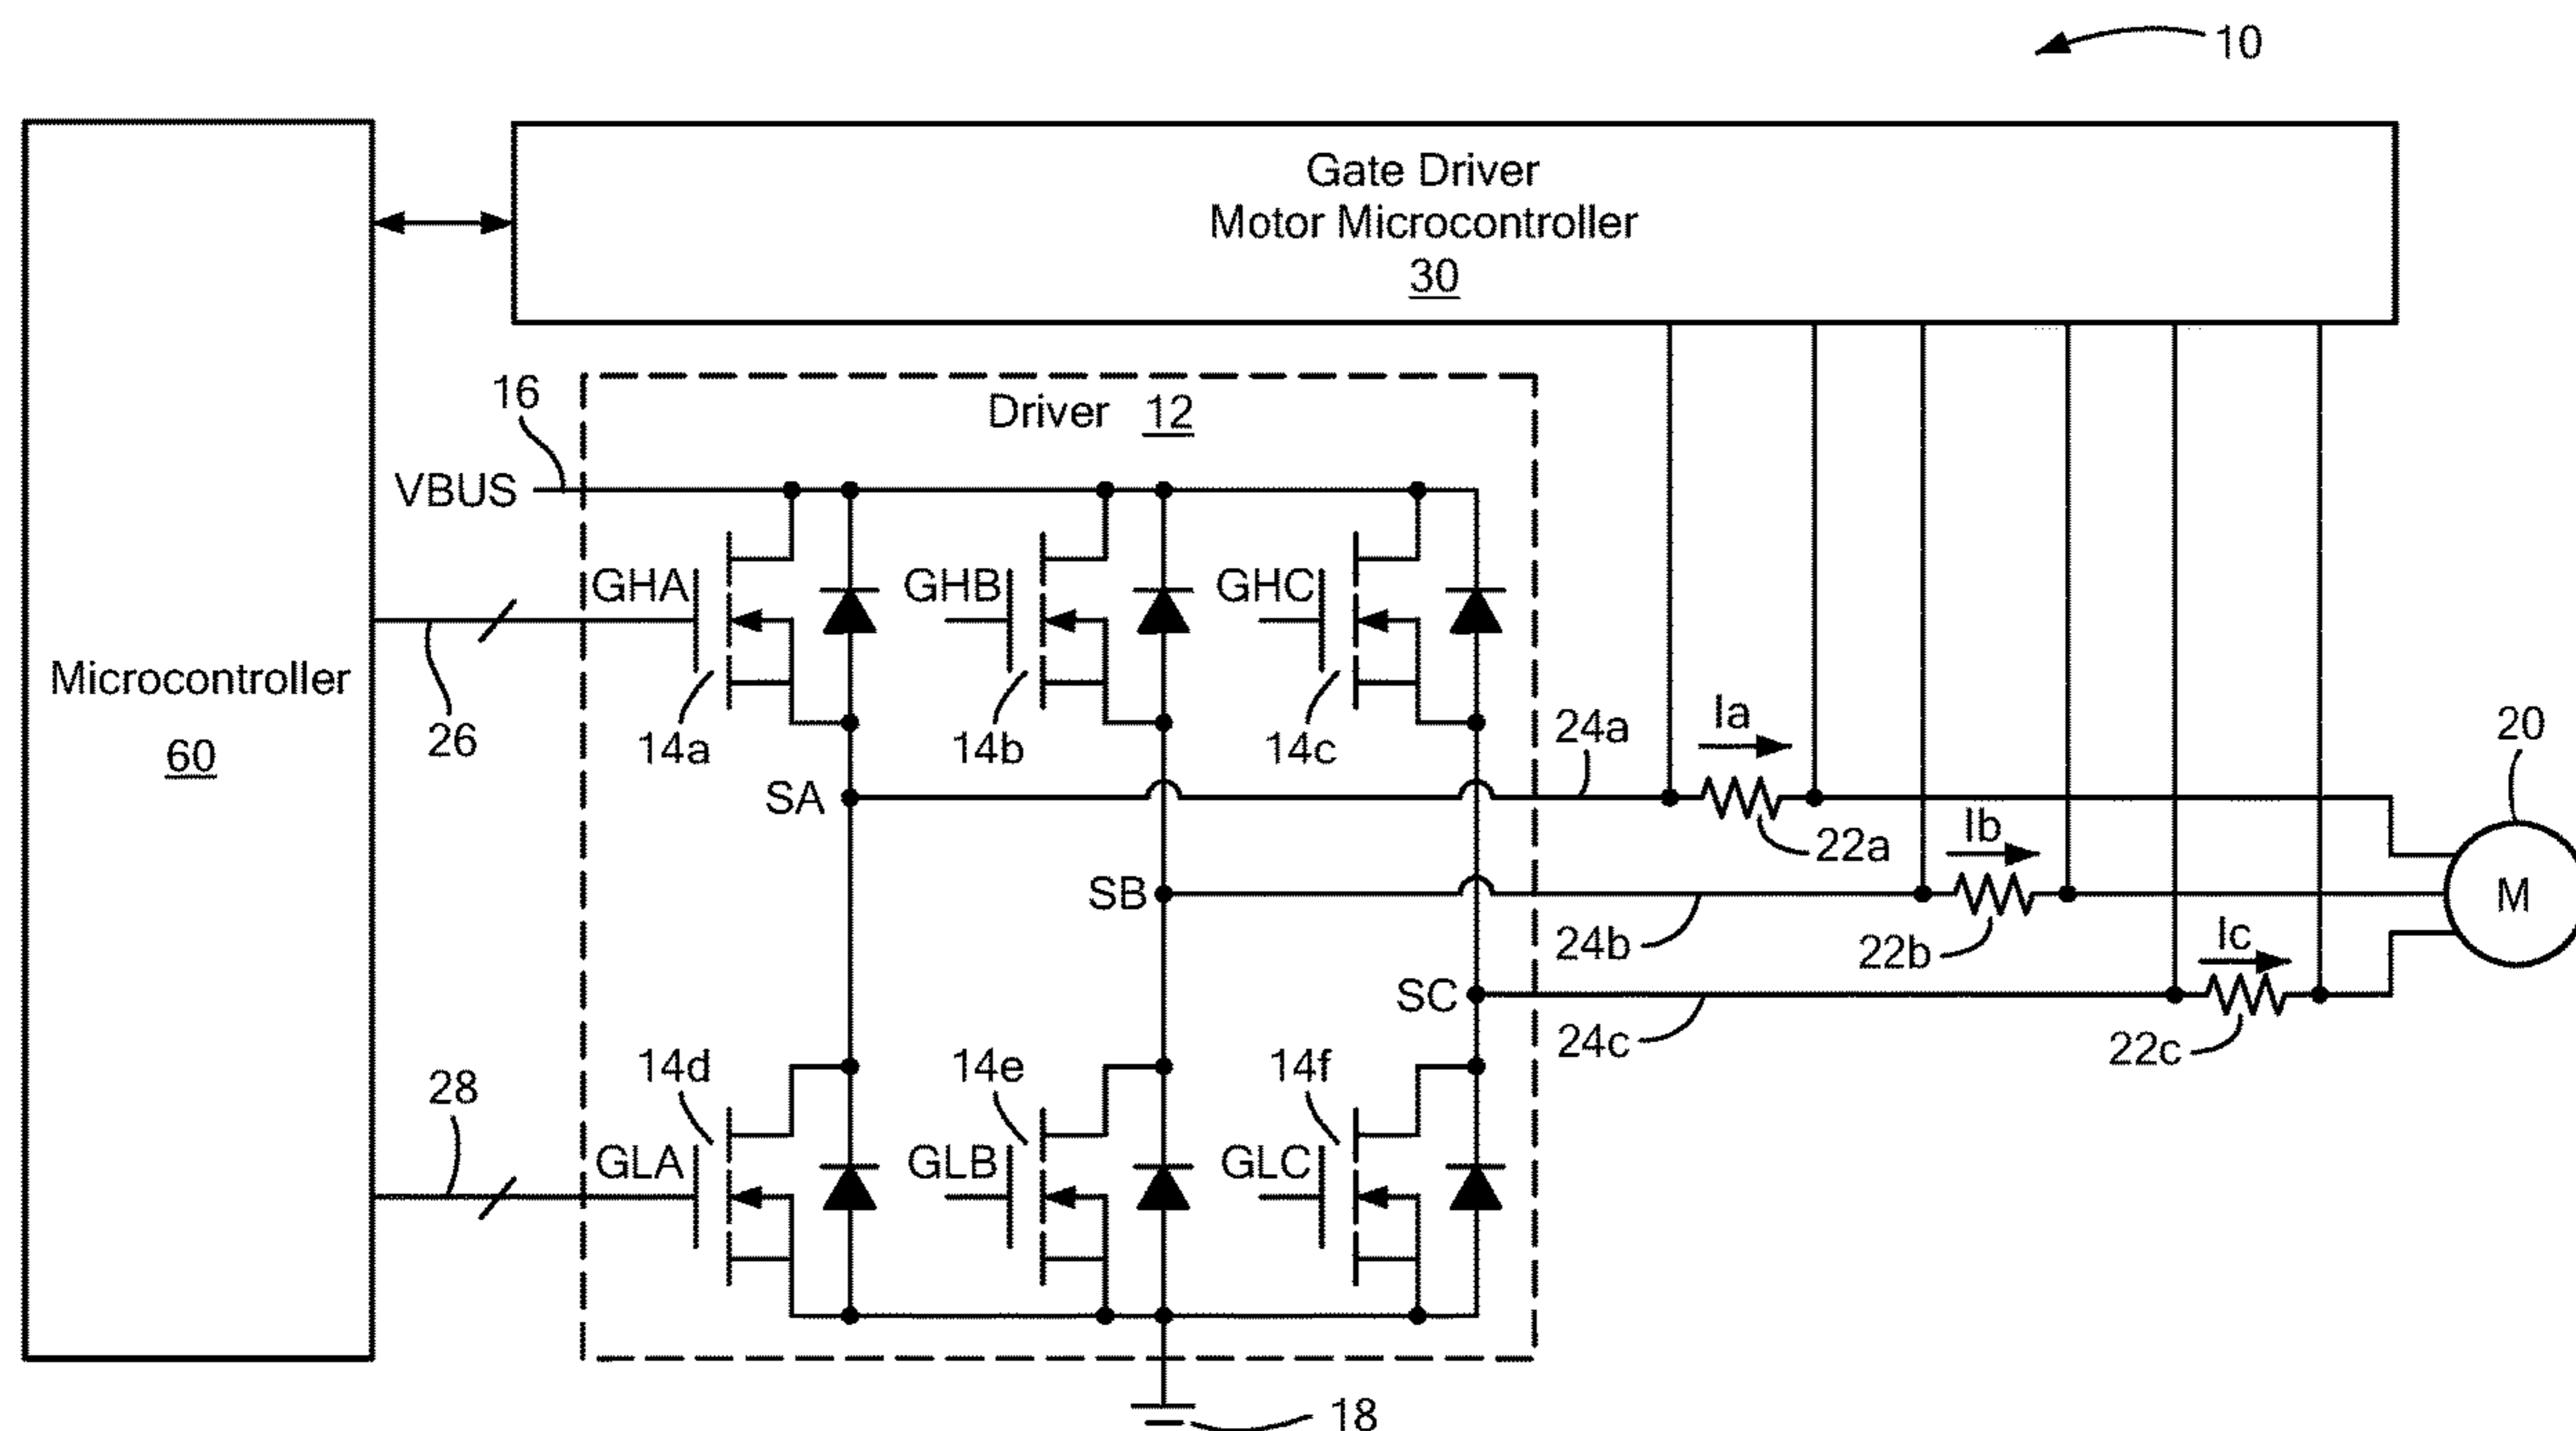 10
Gate Driver
Motor Microcontroller
30
16
Driver 12
VBUS
GHA
GHB
GHC
Microcontroller
60
26
14a
14b
14c
24a
Ia
20
SA
22a
Ib
SB
M
24b
22b
Ic
SC
24c
22c
28
14d
14e
14f
GLA
GLB
GLC
18